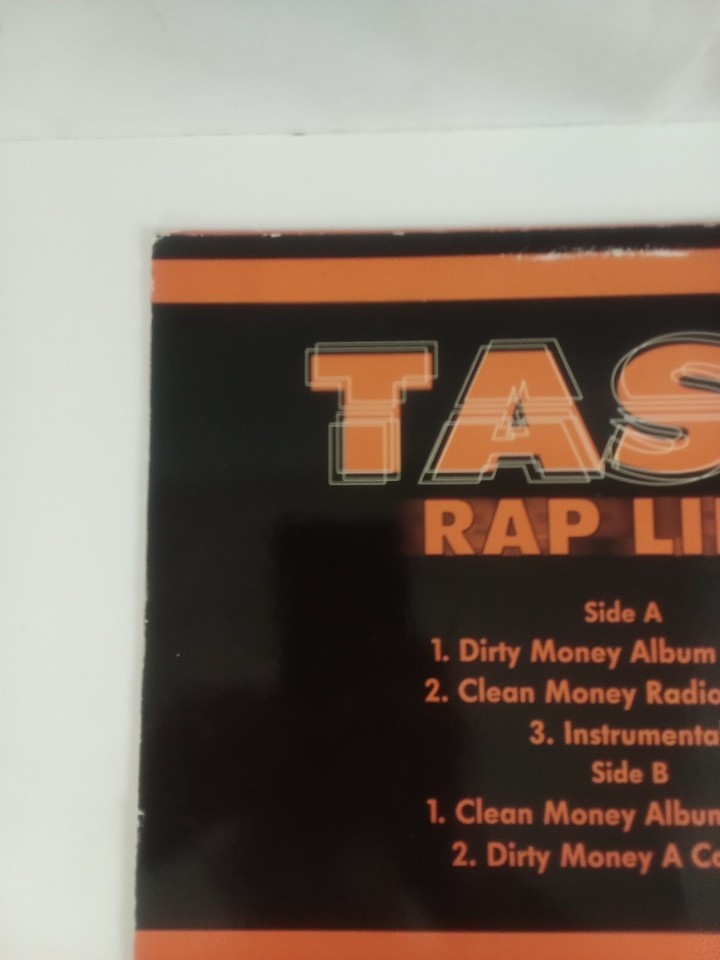 TAS
RAP LI
Side A
1. Dirty Money Album
2. Clean Money Radio
3. Instrumenta
Side B
1. Clean Money Album
2. Dirty Money A Ca